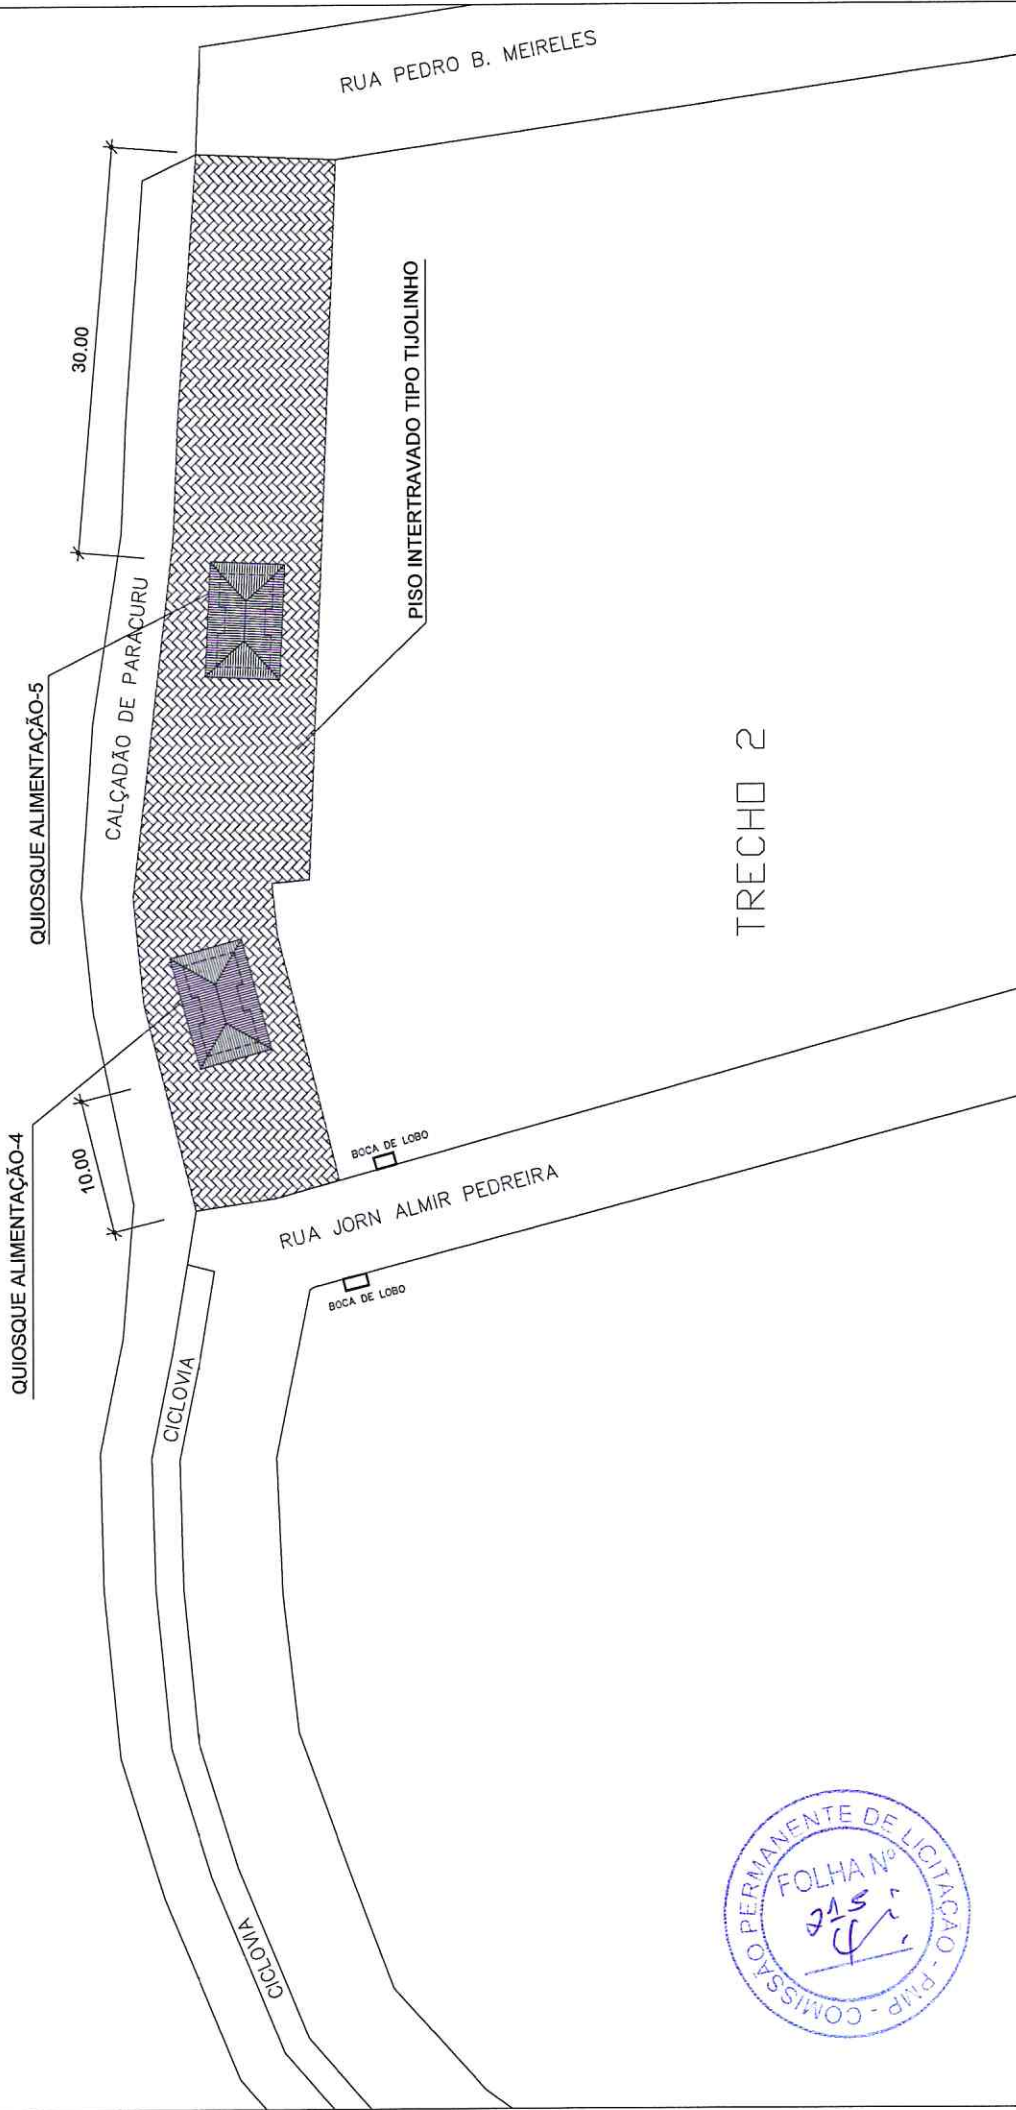 QUIOSQUE ALIMENTAÇÃO-4
QUIOSQUE ALIMENTAÇÃO-5
10.00
30.00
CALÇADÃO DE PARACURU
RUA PEDRO B. MEIRELES
PISO INTERTRAVADO TIPO TIJOLINHO
CICLOVIA
CICLOVIA
RUA JORN ALMIR PEDREIRA
BOCA DE LOBO
BOCA DE LOBO
TRECHO 2
COMISSÃO PERMANENTE DE LICITAÇÃO - PMP -
FOLHA Nº
215